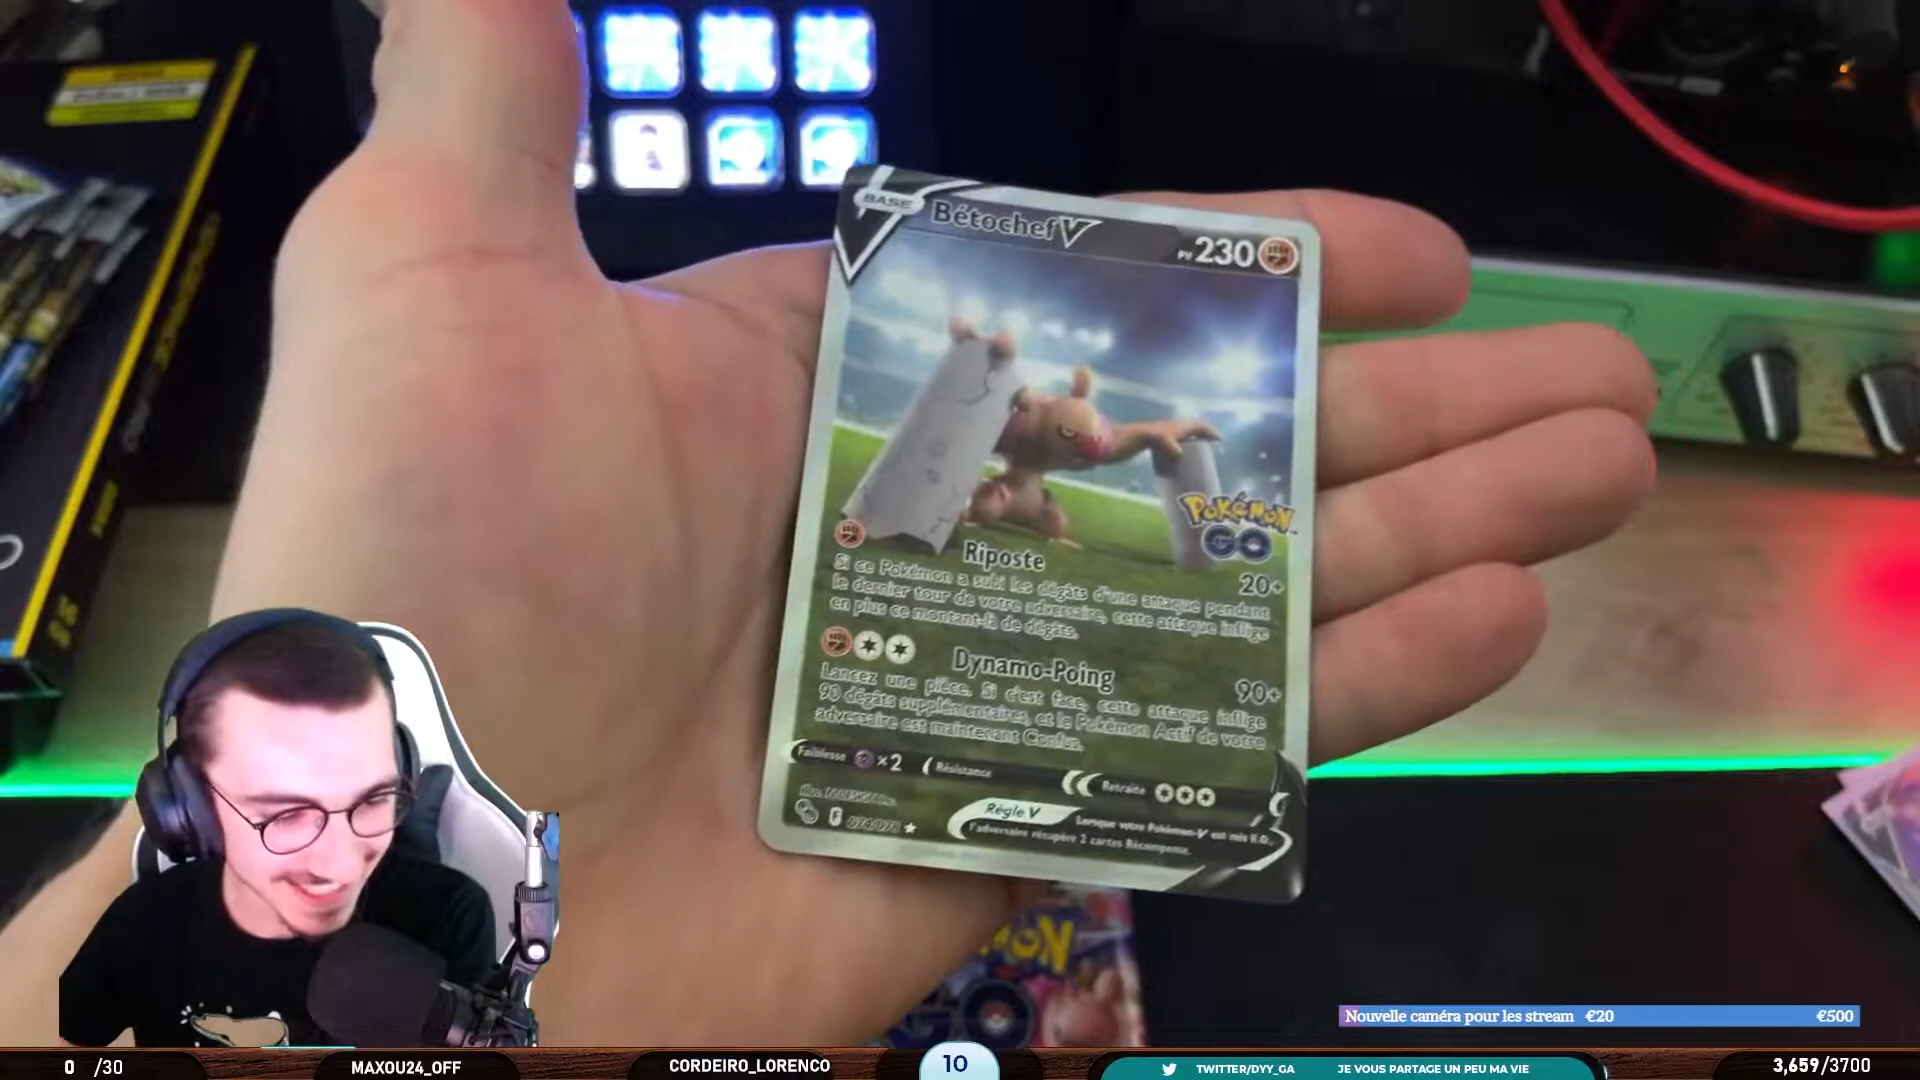 BASE
Bétochef V
PV 230
POKÉMON
GO
Riposte
20+
Si ce Pokémon a subi les dégâts d'une attaque pendant
le dernier tour de votre adversaire, cette attaque inflige
en plus ce montant-là de dégâts.
Dynamo-Poing
90+
Lancez une pièce. Si c'est face, cette attaque inflige
90 dégâts supplémentaires, et le Pokémon Actif de votre
adversaire est maintenant Confus.
Faiblesse ×2
Résistance
Retraite
Règle V
Lorsque votre Pokémon-V est mis K.O.,
l'adversaire récupère 2 cartes Récompense.
F 074/078
Nouvelle caméra pour les stream €20 €500
0 /30
MAXOU24_OFF
CORDEIRO_LORENCO
10
TWITTER/DYY_GA
JE VOUS PARTAGE UN PEU MA VIE
3,659/3700